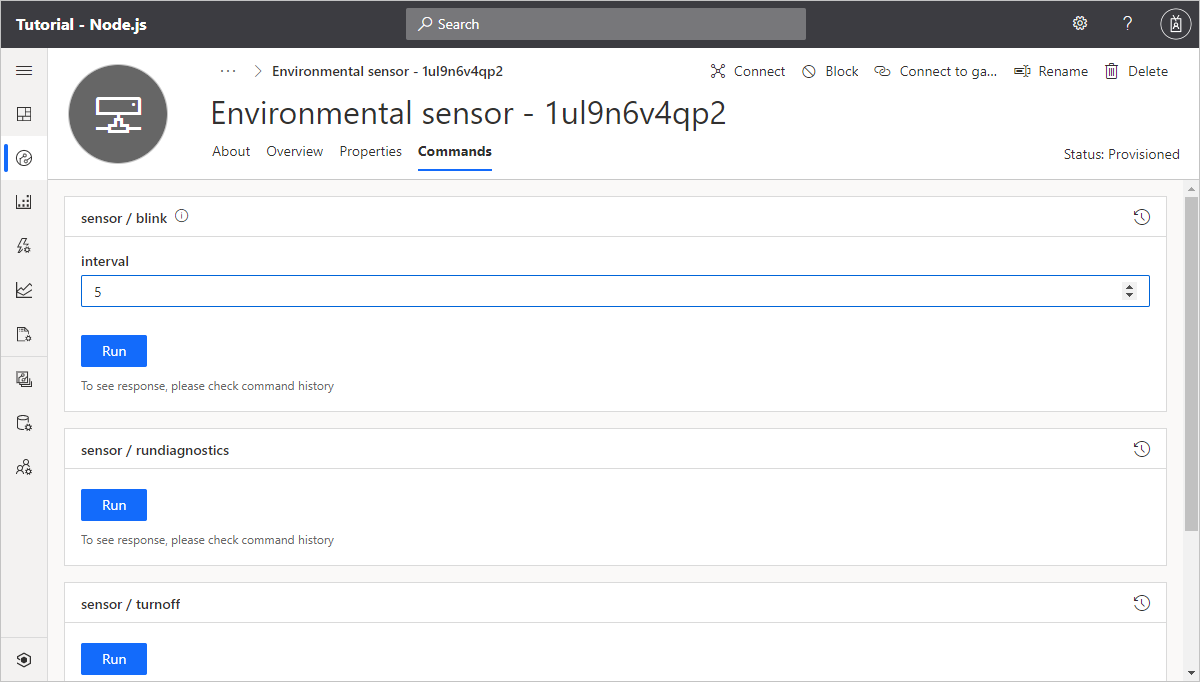 Tutorial - Node.js
Search
?
··· > Environmental sensor - 1ul9n6v4qp2
Connect
Block
Connect to ga...
Rename
Delete
Environmental sensor - 1ul9n6v4qp2
About Overview Properties Commands
Status: Provisioned
sensor / blink
interval
5
Run
To see response, please check command history
sensor / rundiagnostics
Run
To see response, please check command history
sensor / turnoff
Run